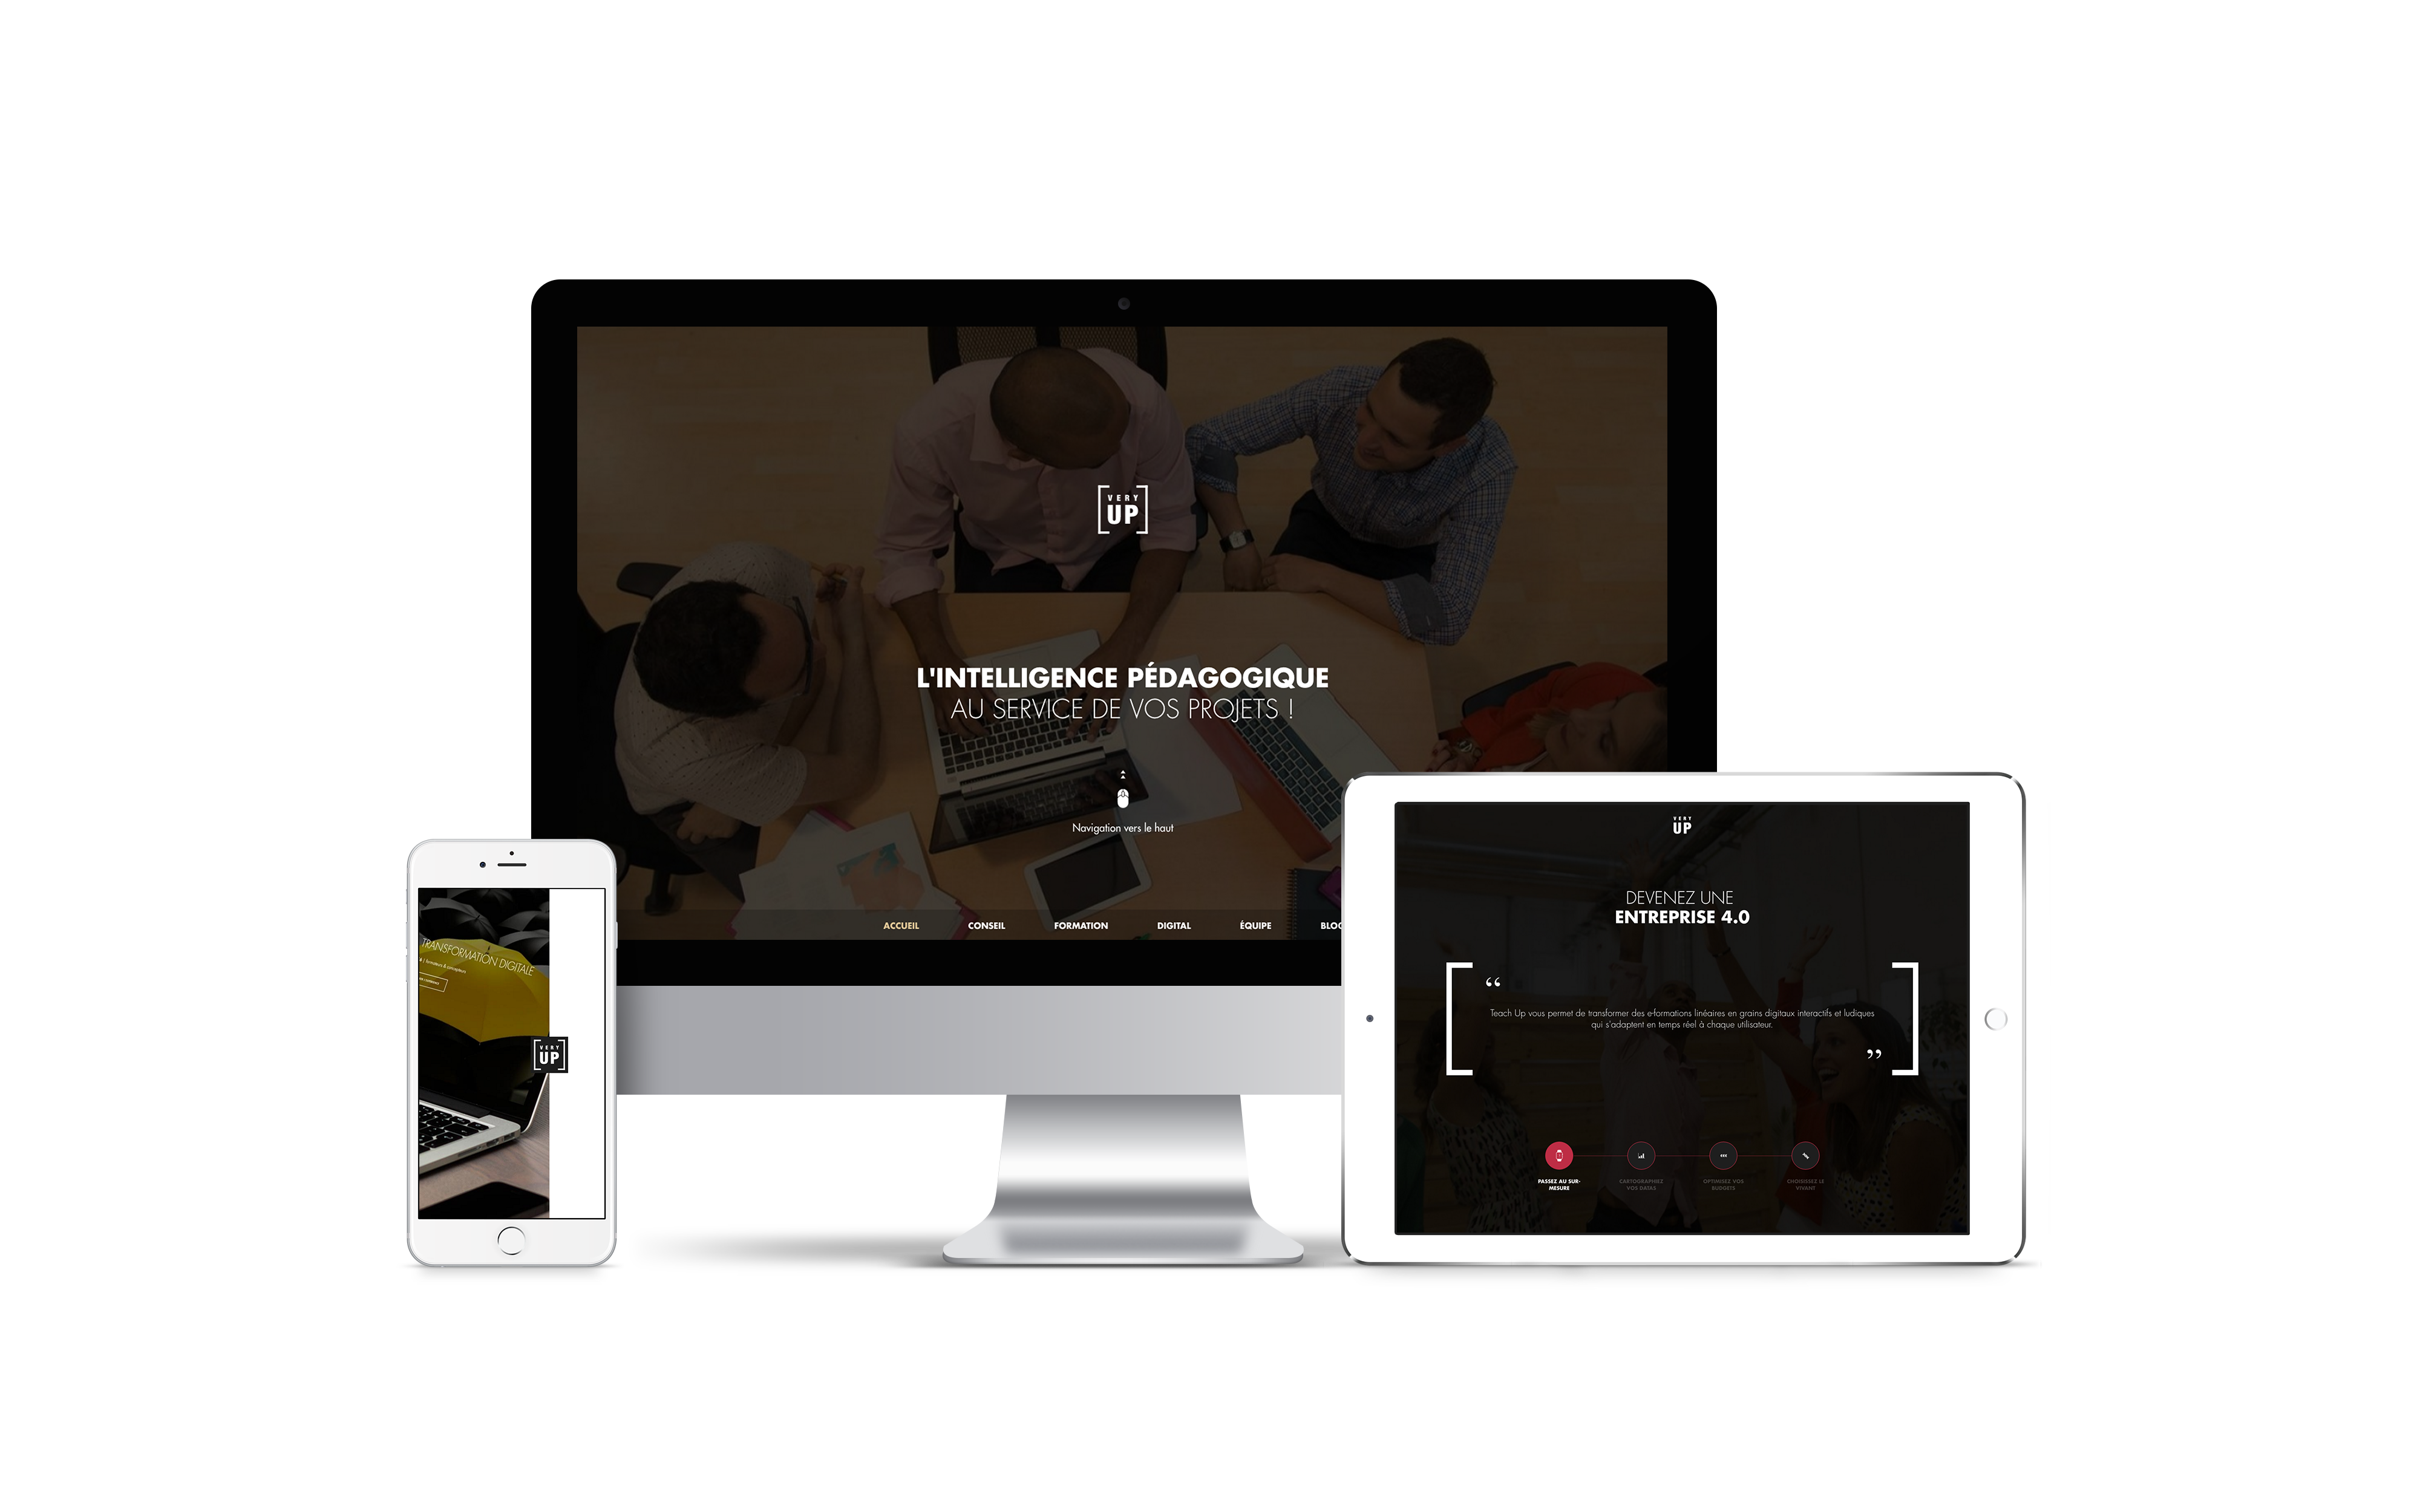 VERY
UP
L'INTELLIGENCE PÉDAGOGIQUE
AU SERVICE DE VOS PROJETS !
Navigation vers le haut
ACCUEIL CONSEIL FORMATION DIGITAL ÉQUIPE BLOG
TRANSFORMATION DIGITALE
VERY
UP
VERY
UP
DEVENEZ UNE
ENTREPRISE 4.0
“
Teach Up vous permet de transformer des e-formations linéaires en grains digitaux interactifs et ludiques
qui s'adaptent en temps réel à chaque utilisateur.
”
PASSEZ AU SUR-
MESURE
CARTOGRAPHIEZ
VOS DATAS
OPTIMISEZ VOS
BUDGETS
CHOISISSEZ LE
VIVANT